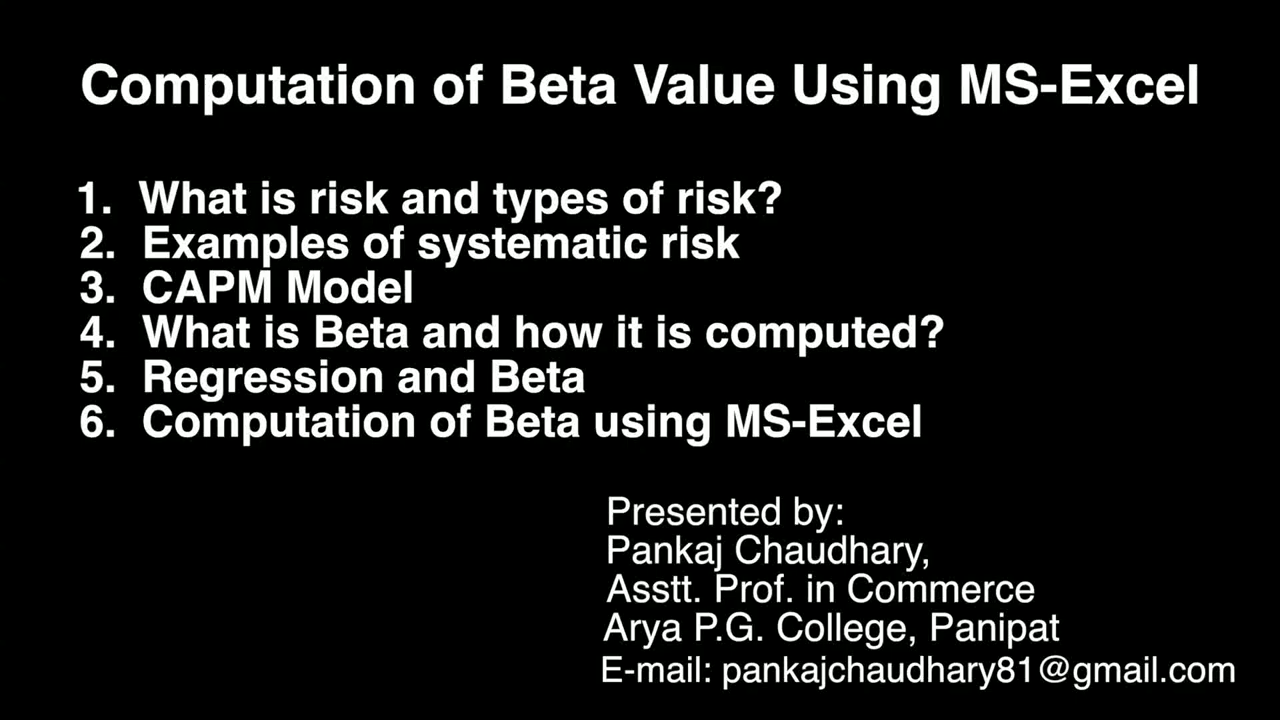 Computation of Beta Value Using MS-Excel
1. What is risk and types of risk?
2. Examples of systematic risk
3. CAPM Model
4. What is Beta and how it is computed?
5. Regression and Beta
6. Computation of Beta using MS-Excel
Presented by:
Pankaj Chaudhary,
Asstt. Prof. in Commerce
Arya P.G. College, Panipat
E-mail: pankajchaudhary81@gmail.com